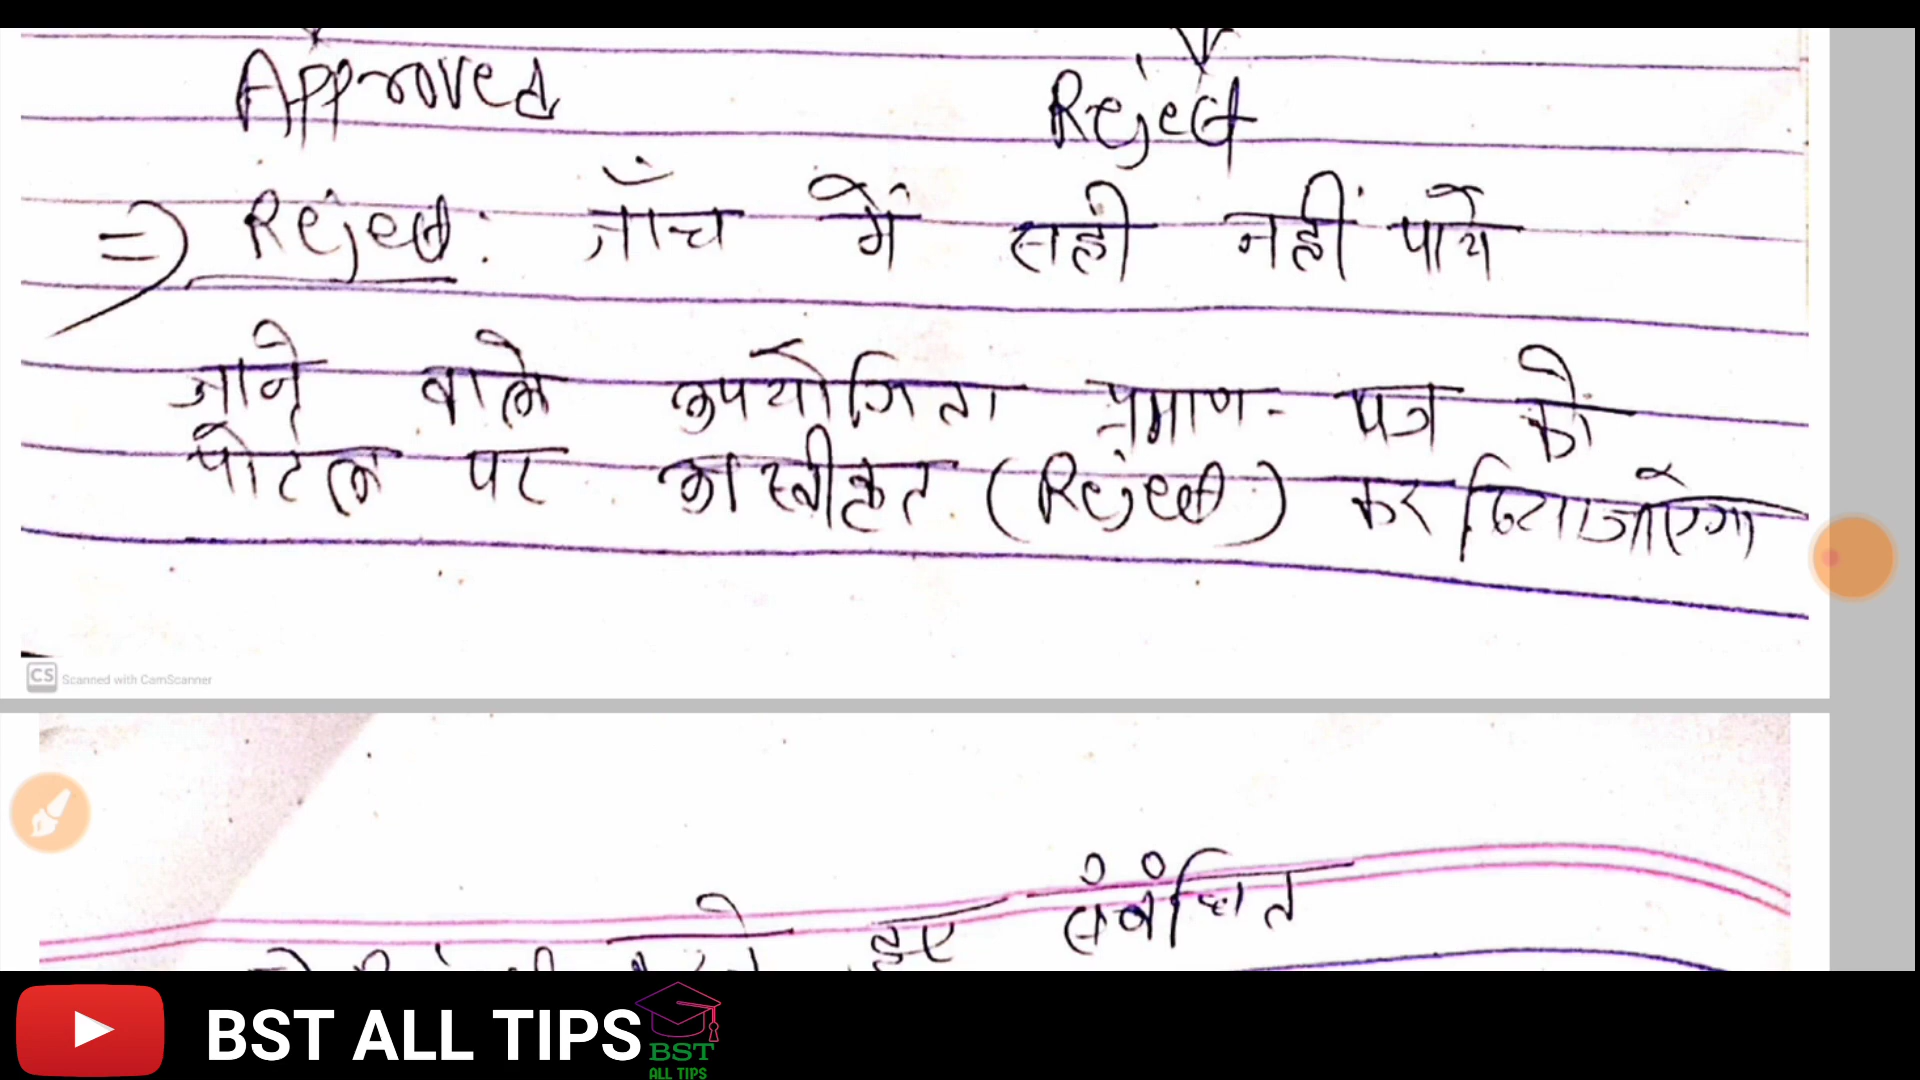 Approved Reject
=> Reject: जाँच में सही नहीं पाये
जाने वाले उपयोगिता प्रमाण-पत्र को
पोर्टल पर अस्वीकृत (Reject) कर दिया जाएगा
CS Scanned with CamScanner
हुए संबंधित
BST ALL TIPS
BST
ALL TIPS